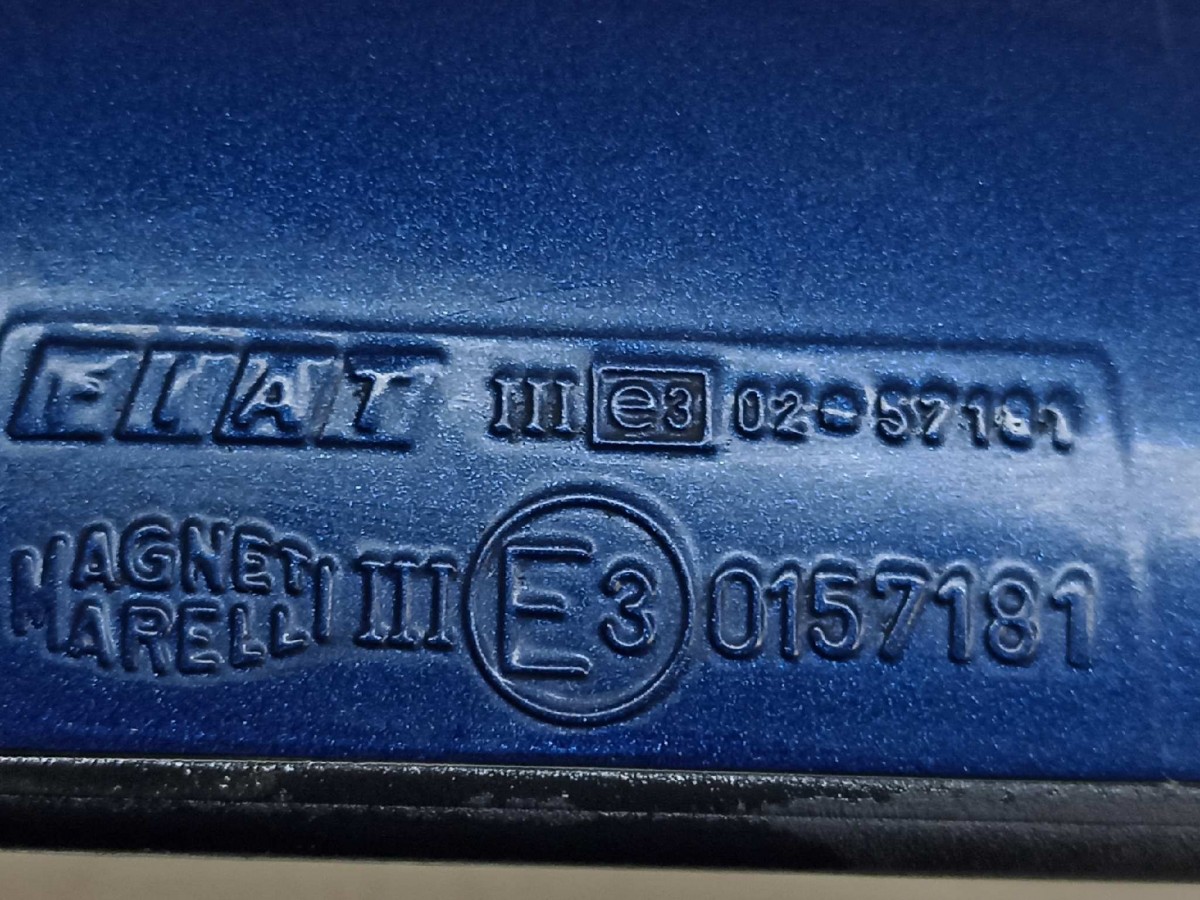 FIAT III e3 02*57181
MAGNETI MARELLI III E3 0157181